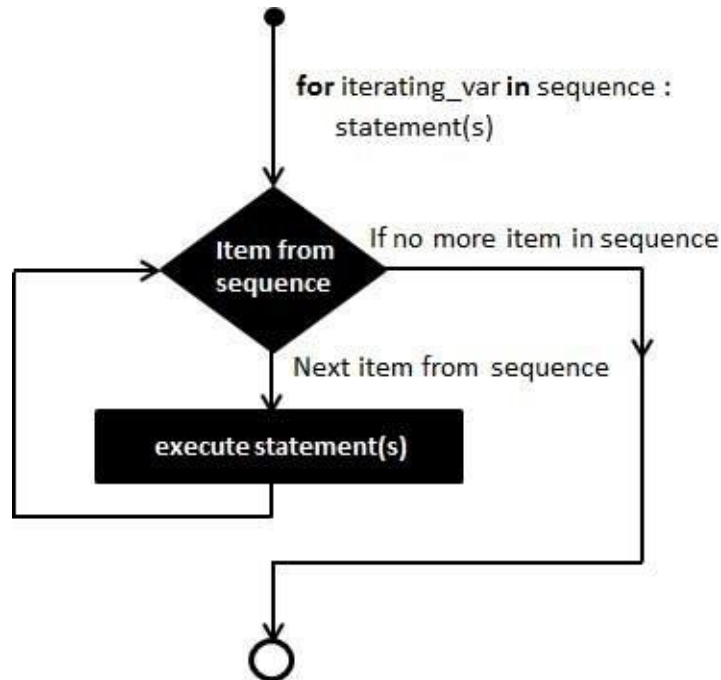 for iterating_var in sequence :
statement(s)
If no more item in sequence
Item from
sequence
Next item from sequence
execute statement(s)